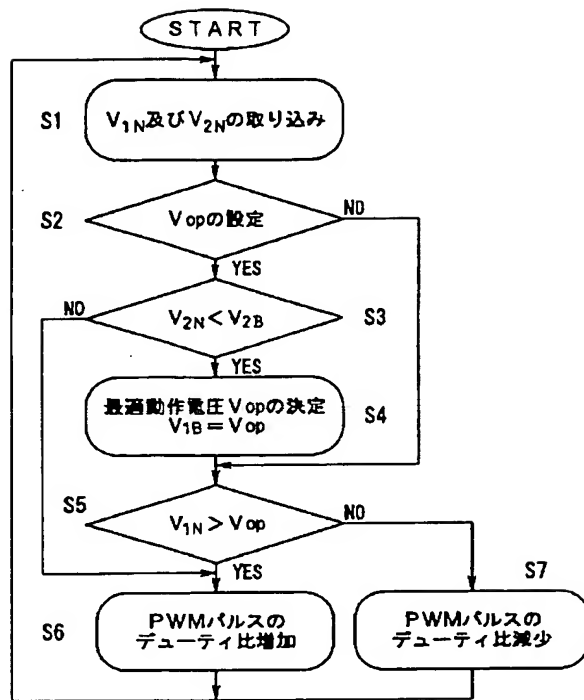 START
S1
V1N及びV2Nの取り込み
S2
Vopの設定
NO
YES
NO
V2N<V2B
S3
YES
最適動作電圧Vopの決定
V1B=Vop
S4
S5
V1N>Vop
NO
YES
S7
S6
PWMパルスの
デューティ比増加
PWMパルスの
デューティ比減少